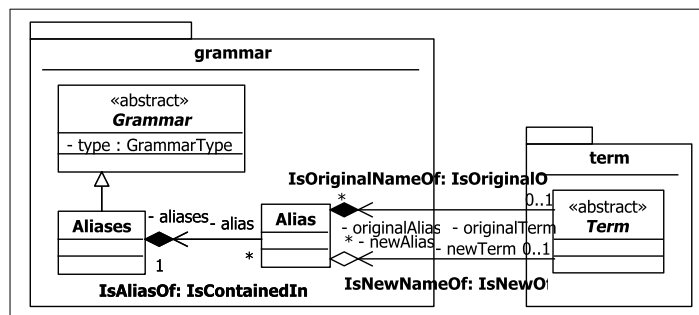 grammar
«abstract»
Grammar
- type : GrammarType
term
IsOriginalNameOf: IsOriginalO
* 0..1
«abstract»
Term
Aliases
- aliases
- alias
Alias
- originalAlias - originalTerm
* - newAlias - newTerm 0..1
1 *
IsAliasOf: IsContainedIn
IsNewNameOf: IsNewOf